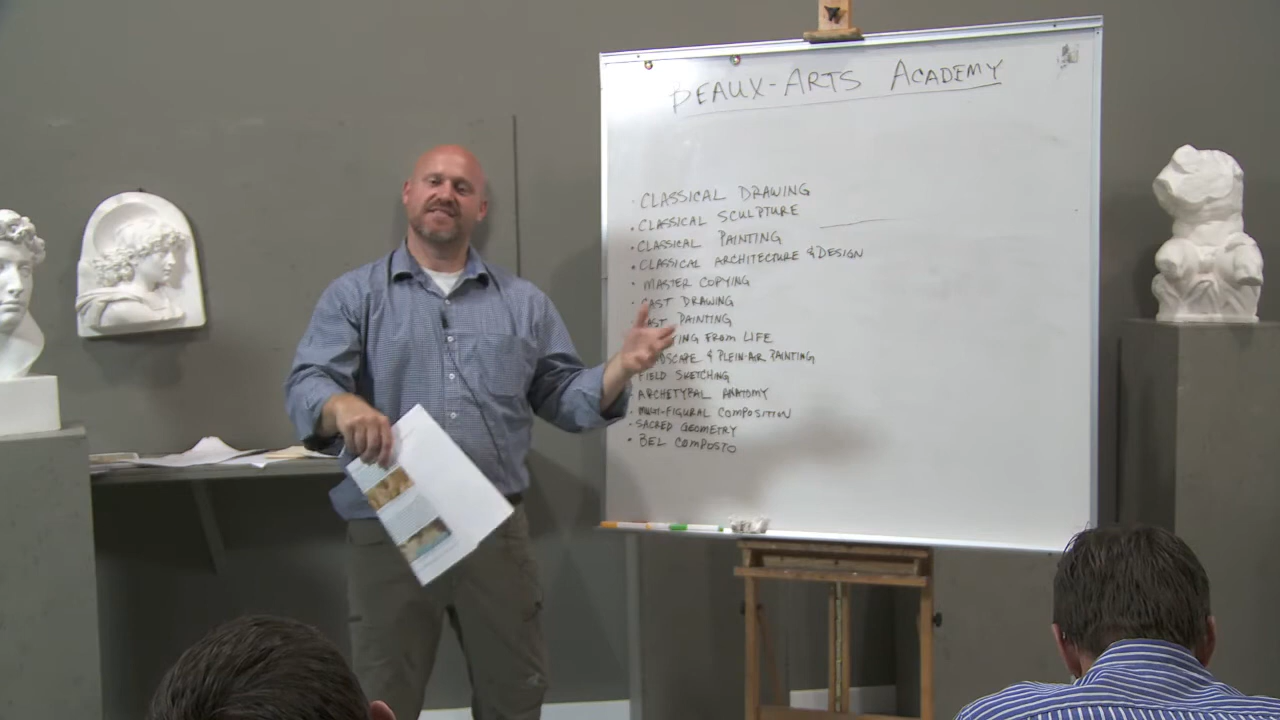 BEAUX-ARTS ACADEMY
· CLASSICAL DRAWING
· CLASSICAL SCULPTURE
· CLASSICAL PAINTING
· CLASSICAL ARCHITECTURE & DESIGN
· MASTER COPYING
· CAST DRAWING
PAINTING
FROM LIFE
& PLEIN-AIR PAINTING
FIELD SKETCHING
· ARCHETYPAL ANATOMY
· MULTI-FIGURAL COMPOSITION
· SACRED GEOMETRY
· BEL COMPOSTO